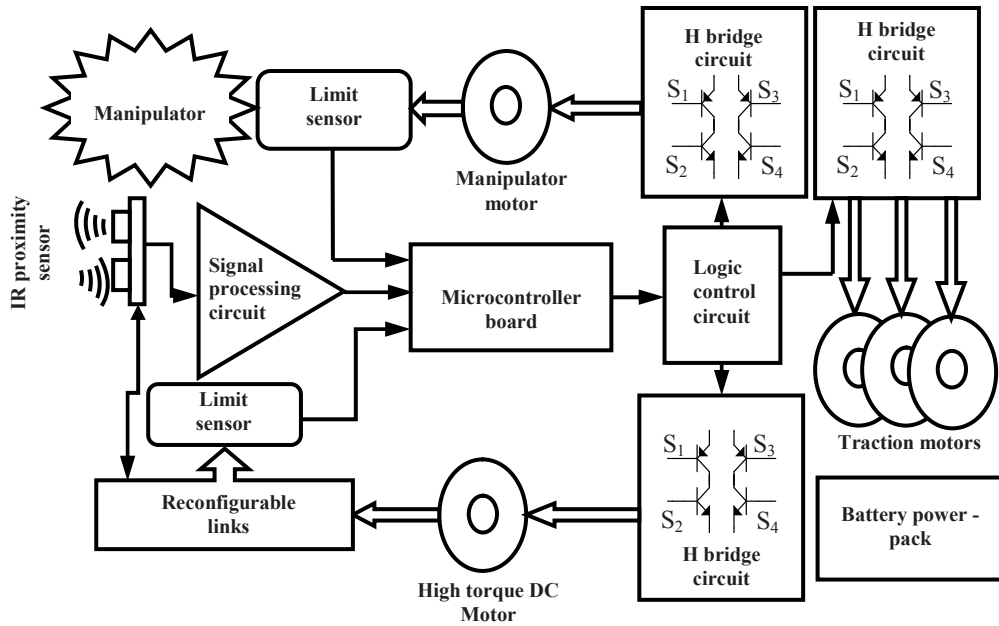 Manipulator
Limit
sensor
Manipulator
motor
H bridge
circuit
S1
S3
S2
S4
H bridge
circuit
S1
S3
S2
S4
IR proximity
sensor
Signal
processing
circuit
Microcontroller
board
Logic
control
circuit
Traction motors
Limit
sensor
Reconfigurable
links
High torque DC
Motor
S1
S3
S2
S4
H bridge
circuit
Battery power -
pack